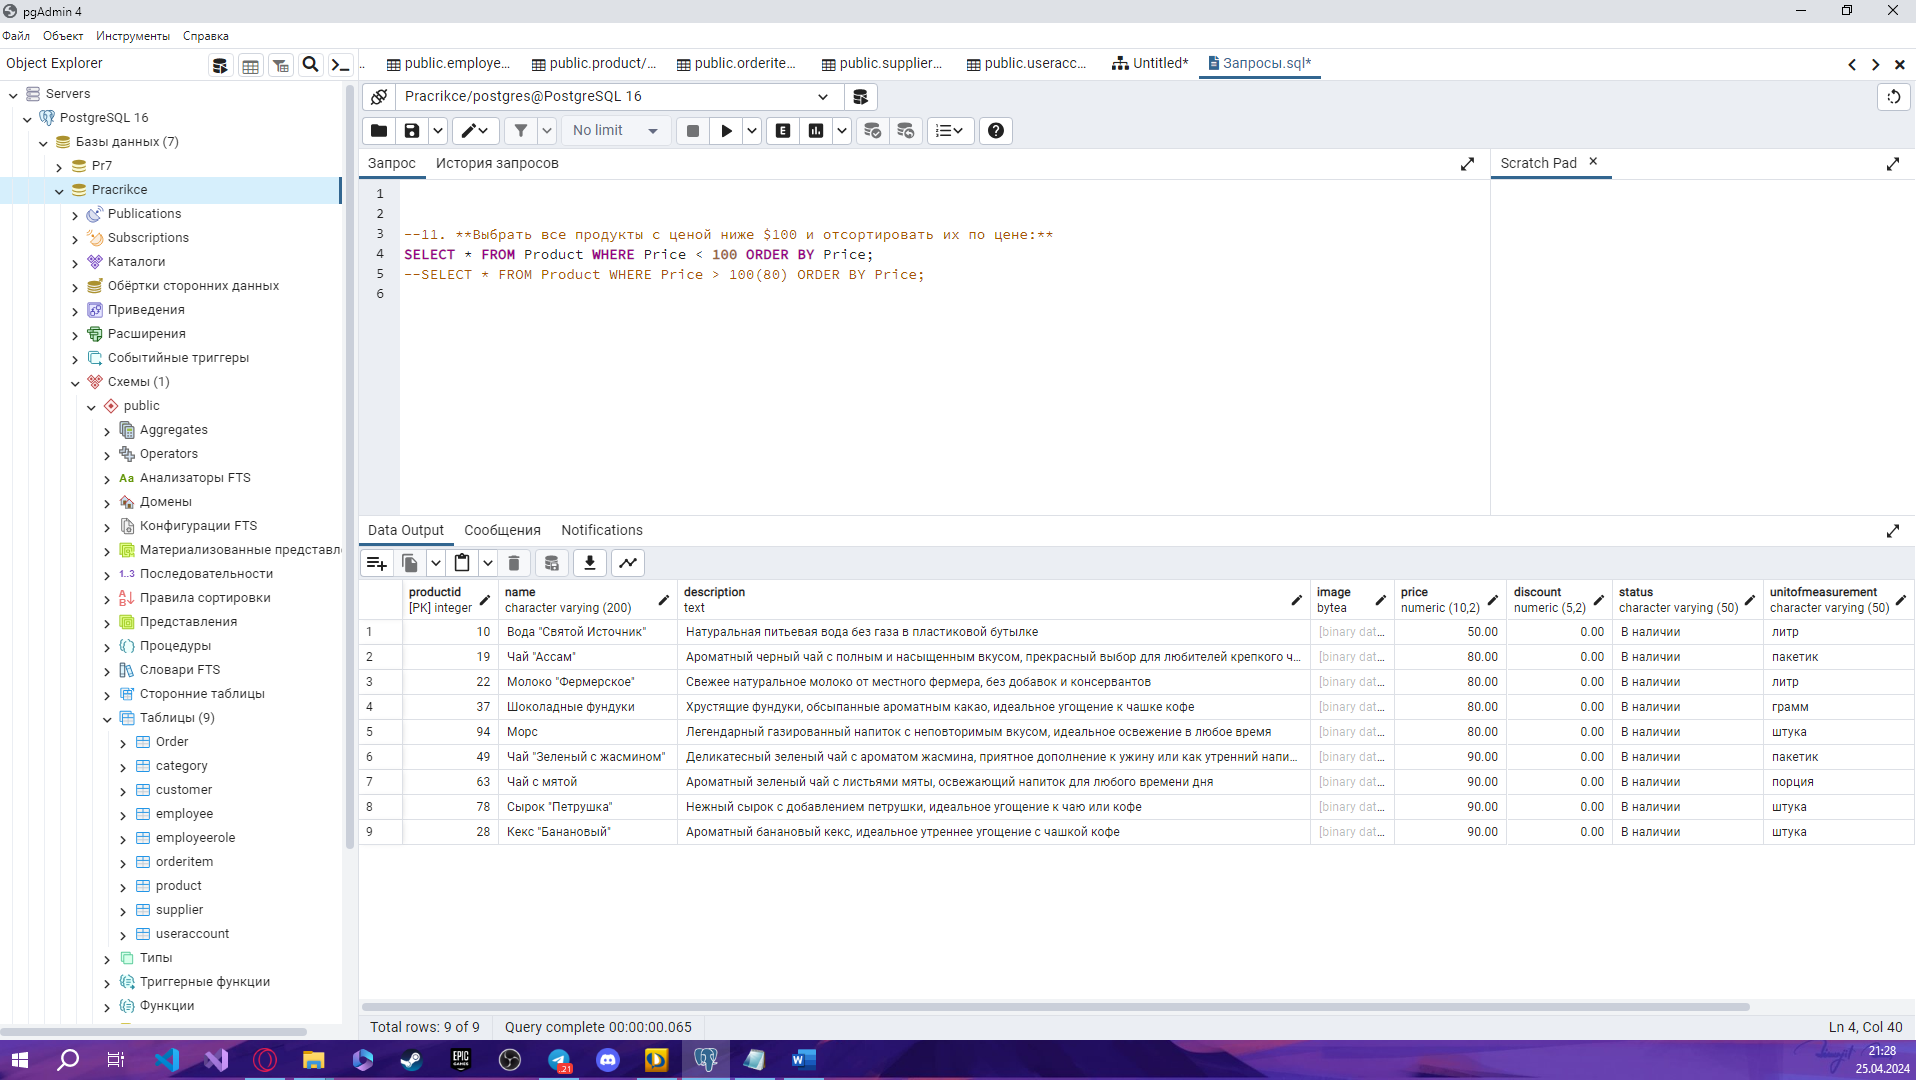 pgAdmin 4
Файл Объект Инструменты Справка
Object Explorer
public.employe...
public.product/...
public.orderite...
public.supplier...
public.useracc...
Untitled*
Запросы.sql*
Servers
PostgreSQL 16
Базы данных (7)
Pr7
Pracrikce
Publications
Subscriptions
Каталоги
Обёртки сторонних данных
Приведения
Расширения
Событийные триггеры
Схемы (1)
public
Aggregates
Operators
Анализаторы FTS
Домены
Конфигурации FTS
Материализованные представл
Последовательности
Правила сортировки
Представления
Процедуры
Словари FTS
Сторонние таблицы
Таблицы (9)
Order
category
customer
employee
employeerole
orderitem
product
supplier
useraccount
Типы
Триггерные функции
Функции
Pracrikce/postgres@PostgreSQL 16
No limit
E
Запрос История запросов
Scratch Pad
1
2
3 --11. **Выбрать все продукты с ценой ниже $100 и отсортировать их по цене:**
4 SELECT * FROM Product WHERE Price < 100 ORDER BY Price;
5 --SELECT * FROM Product WHERE Price > 100(80) ORDER BY Price;
6
Data Output Сообщения Notifications
productid name description image price discount status unitofmeasurement
[PK] integer character varying (200) text bytea numeric (10,2) numeric (5,2) character varying (50) character varying (50)
1 10 Вода "Святой Источник" Натуральная питьевая вода без газа в пластиковой бутылке [binary dat... 50.00 0.00 В наличии литр
2 19 Чай "Ассам" Ароматный черный чай с полным и насыщенным вкусом, прекрасный выбор для любителей крепкого ч... [binary dat... 80.00 0.00 В наличии пакетик
3 22 Молоко "Фермерское" Свежее натуральное молоко от местного фермера, без добавок и консервантов [binary dat... 80.00 0.00 В наличии литр
4 37 Шоколадные фундуки Хрустящие фундуки, обсыпанные ароматным какао, идеальное угощение к чашке кофе [binary dat... 80.00 0.00 В наличии грамм
5 94 Морс Легендарный газированный напиток с неповторимым вкусом, идеальное освежение в любое время [binary dat... 80.00 0.00 В наличии штука
6 49 Чай "Зеленый с жасмином" Деликатесный зеленый чай с ароматом жасмина, приятное дополнение к ужину или как утренний напи... [binary dat... 90.00 0.00 В наличии пакетик
7 63 Чай с мятой Ароматный зеленый чай с листьями мяты, освежающий напиток для любого времени дня [binary dat... 90.00 0.00 В наличии порция
8 78 Сырок "Петрушка" Нежный сырок с добавлением петрушки, идеальное угощение к чаю или кофе [binary dat... 90.00 0.00 В наличии штука
9 28 Кекс "Банановый" Ароматный банановый кекс, идеальное утреннее угощение с чашкой кофе [binary dat... 90.00 0.00 В наличии штука
Total rows: 9 of 9 Query complete 00:00:00.065 Ln 4, Col 40
EPIC
21
21:28
25.04.2024